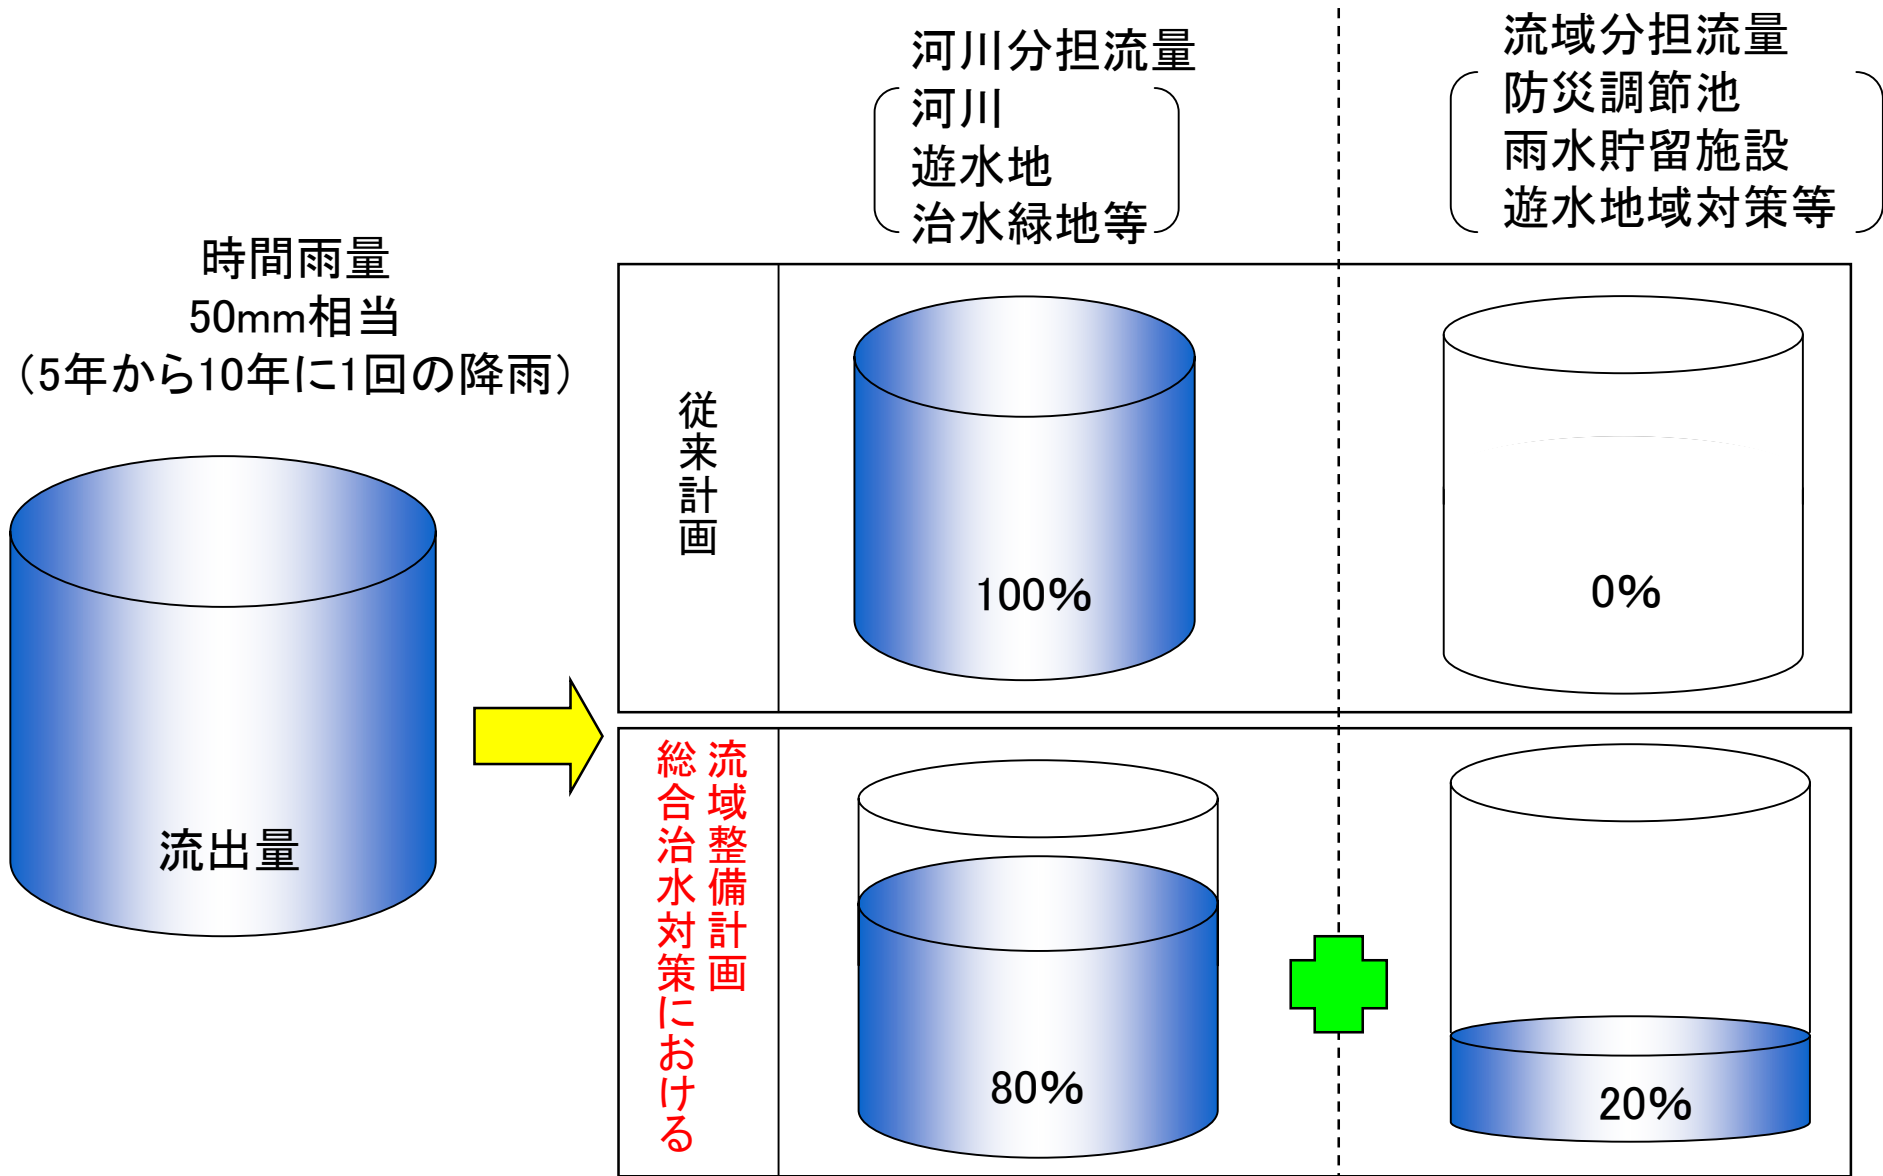 河川分担流量
河川
遊水地
治水緑地等
流域分担流量
防災調節池
雨水貯留施設
遊水地域対策等
時間雨量
50mm相当
（5年から10年に1回の降雨）
流出量
従来計画
100%
0%
総合治水対策における
流域整備計画
80%
20%